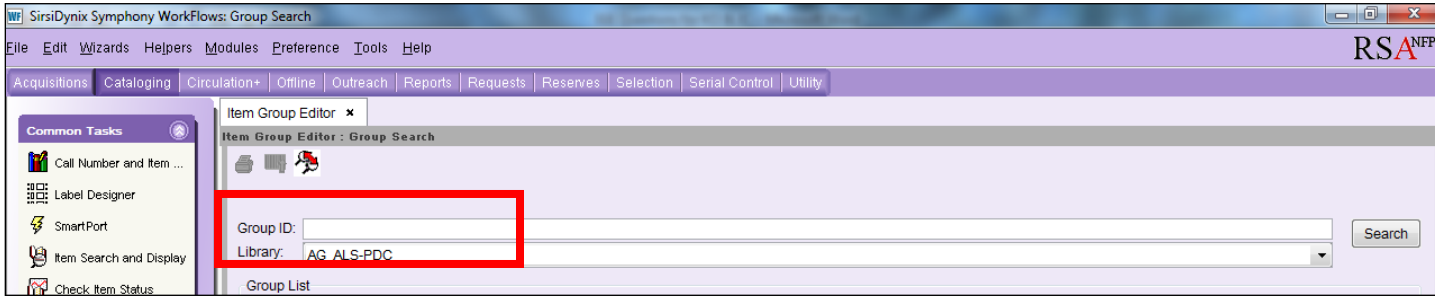 WF SirsiDynix Symphony WorkFlows: Group Search
File Edit Wizards Helpers Modules Preference Tools Help
RSANFP
Acquisitions Cataloging Circulation+ Offline Outreach Reports Requests Reserves Selection Serial Control Utility
Item Group Editor ×
Common Tasks
Item Group Editor : Group Search
Call Number and Item ...
Label Designer
SmartPort
Group ID:
Search
Item Search and Display
Library: AG_ALS-PDC
Check Item Status
Group List